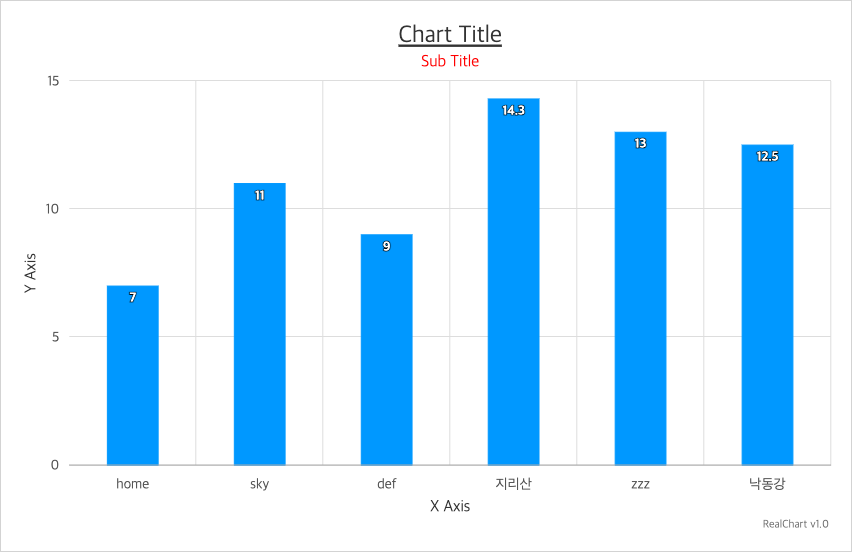 Chart Title
Sub Title
15
14.3
13
12.5
10
11
9
7
5
0
Y Axis
home sky def 지리산 zzz 낙동강
X Axis
RealChart v1.0